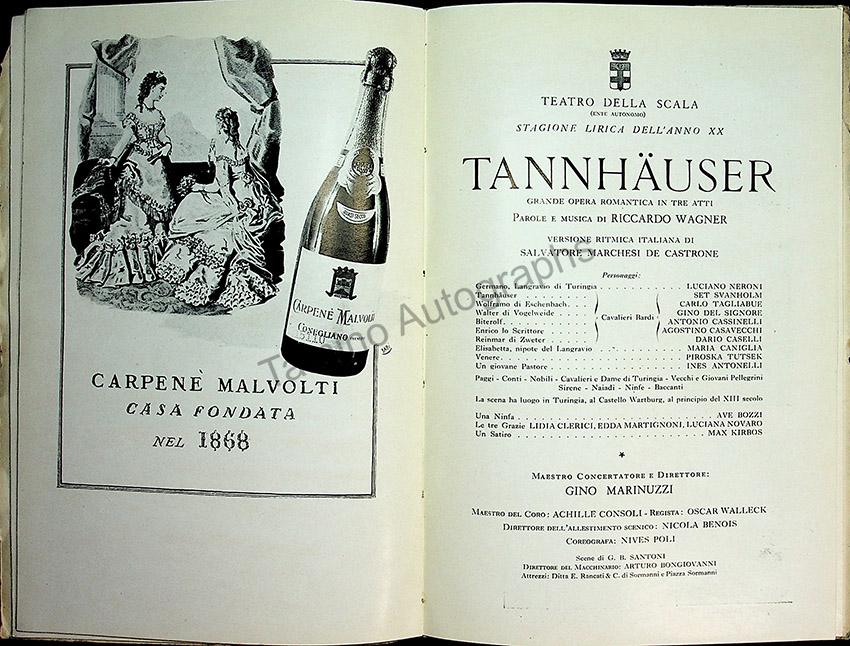 CARPENÈ MALVOLTI
CONEGLIANO
CARPENÈ MALVOLTI
CASA FONDATA
NEL 1868
TEATRO DELLA SCALA
(ENTE AUTONOMO)
STAGIONE LIRICA DELL'ANNO XX
TANNHÄUSER
GRANDE OPERA ROMANTICA IN TRE ATTI
PAROLE E MUSICA DI RICCARDO WAGNER
VERSIONE RITMICA ITALIANA DI
SALVATORE MARCHESI DE CASTRONE
Personaggi:
Germano, Langravio di Turingia . . . . . . . LUCIANO NERONI
Tannhäuser . . . . . . . SET SVANHOLM
Wolframo di Eschenbach. . . . . CARLO TAGLIABUE
Walter di Vogelweide . . . . . GINO DEL SIGNORE
Biterolf. . . . . . . Cavalieri Bardi . ANTONIO CASSINELLI
Enrico lo Scrittore . . . . . AGOSTINO CASAVECCHI
Reinmar di Zweter . . . . . DARIO CASELLI
Elisabetta, nipote del Langravio . . . . . . MARIA CANIGLIA
Venere. . . . . . . PIROSKA TUTSEK
Un giovane Pastore . . . . . . . INES ANTONELLI
Paggi - Conti - Nobili - Cavalieri e Dame di Turingia - Vecchi e Giovani Pellegrini
Sirene - Naiadi - Ninfe - Baccanti
La scena ha luogo in Turingia, al Castello Wartburg, al principio del XIII secolo
Una Ninfa . . . . . . . AVE BOZZI
Le tre Grazie LIDIA CLERICI, EDDA MARTIGNONI, LUCIANA NOVARO
Un Satiro . . . . . . . MAX KIRBOS
MAESTRO CONCERTATORE E DIRETTORE:
GINO MARINUZZI
MAESTRO DEL CORO: ACHILLE CONSOLI - REGISTA: OSCAR WALLECK
DIRETTORE DELL'ALLESTIMENTO SCENICO: NICOLA BENOIS
COREOGRAFA: NIVES POLI
Scene di G. B. SANTONI
DIRETTORE DEL MACCHINARIO: ARTURO BONGIOVANNI
Attrezzi: Ditta E. Rancati & C. di Sormanni e Piazza Sormanni
Tamino Autographs